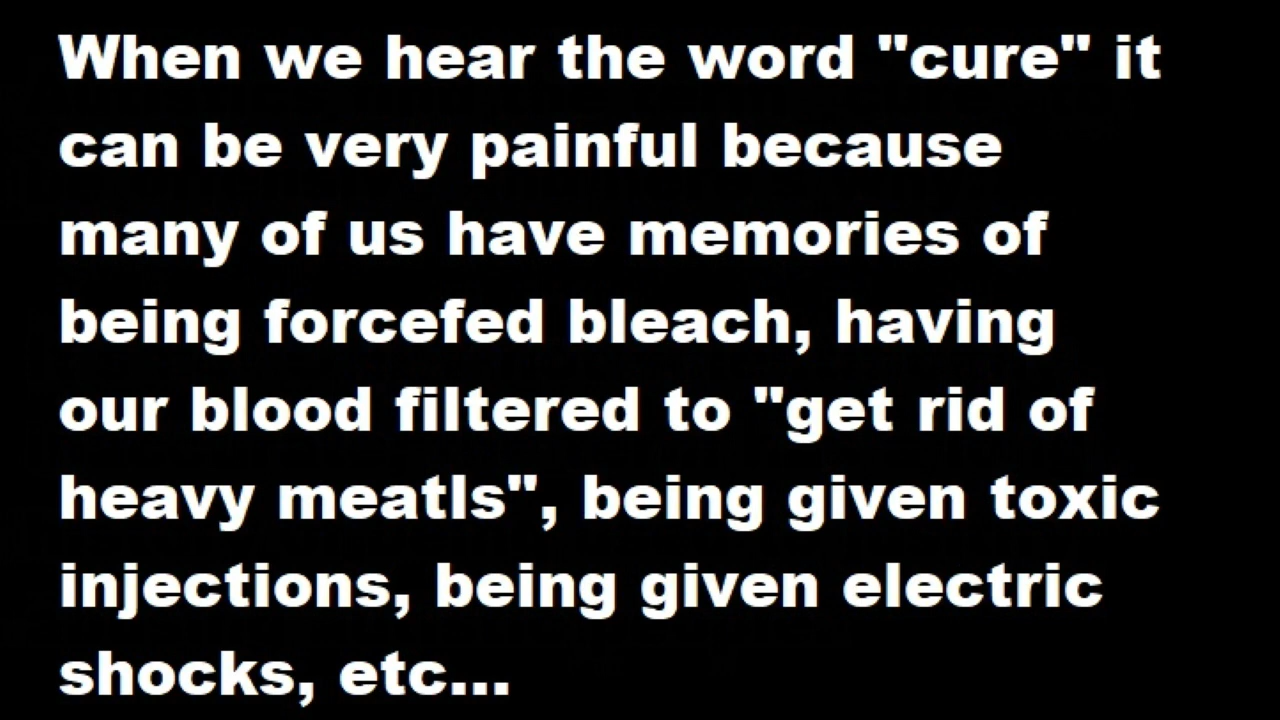 When we hear the word "cure" it
can be very painful because
many of us have memories of
being forcefed bleach, having
our blood filtered to "get rid of
heavy meatls", being given toxic
injections, being given electric
shocks, etc...